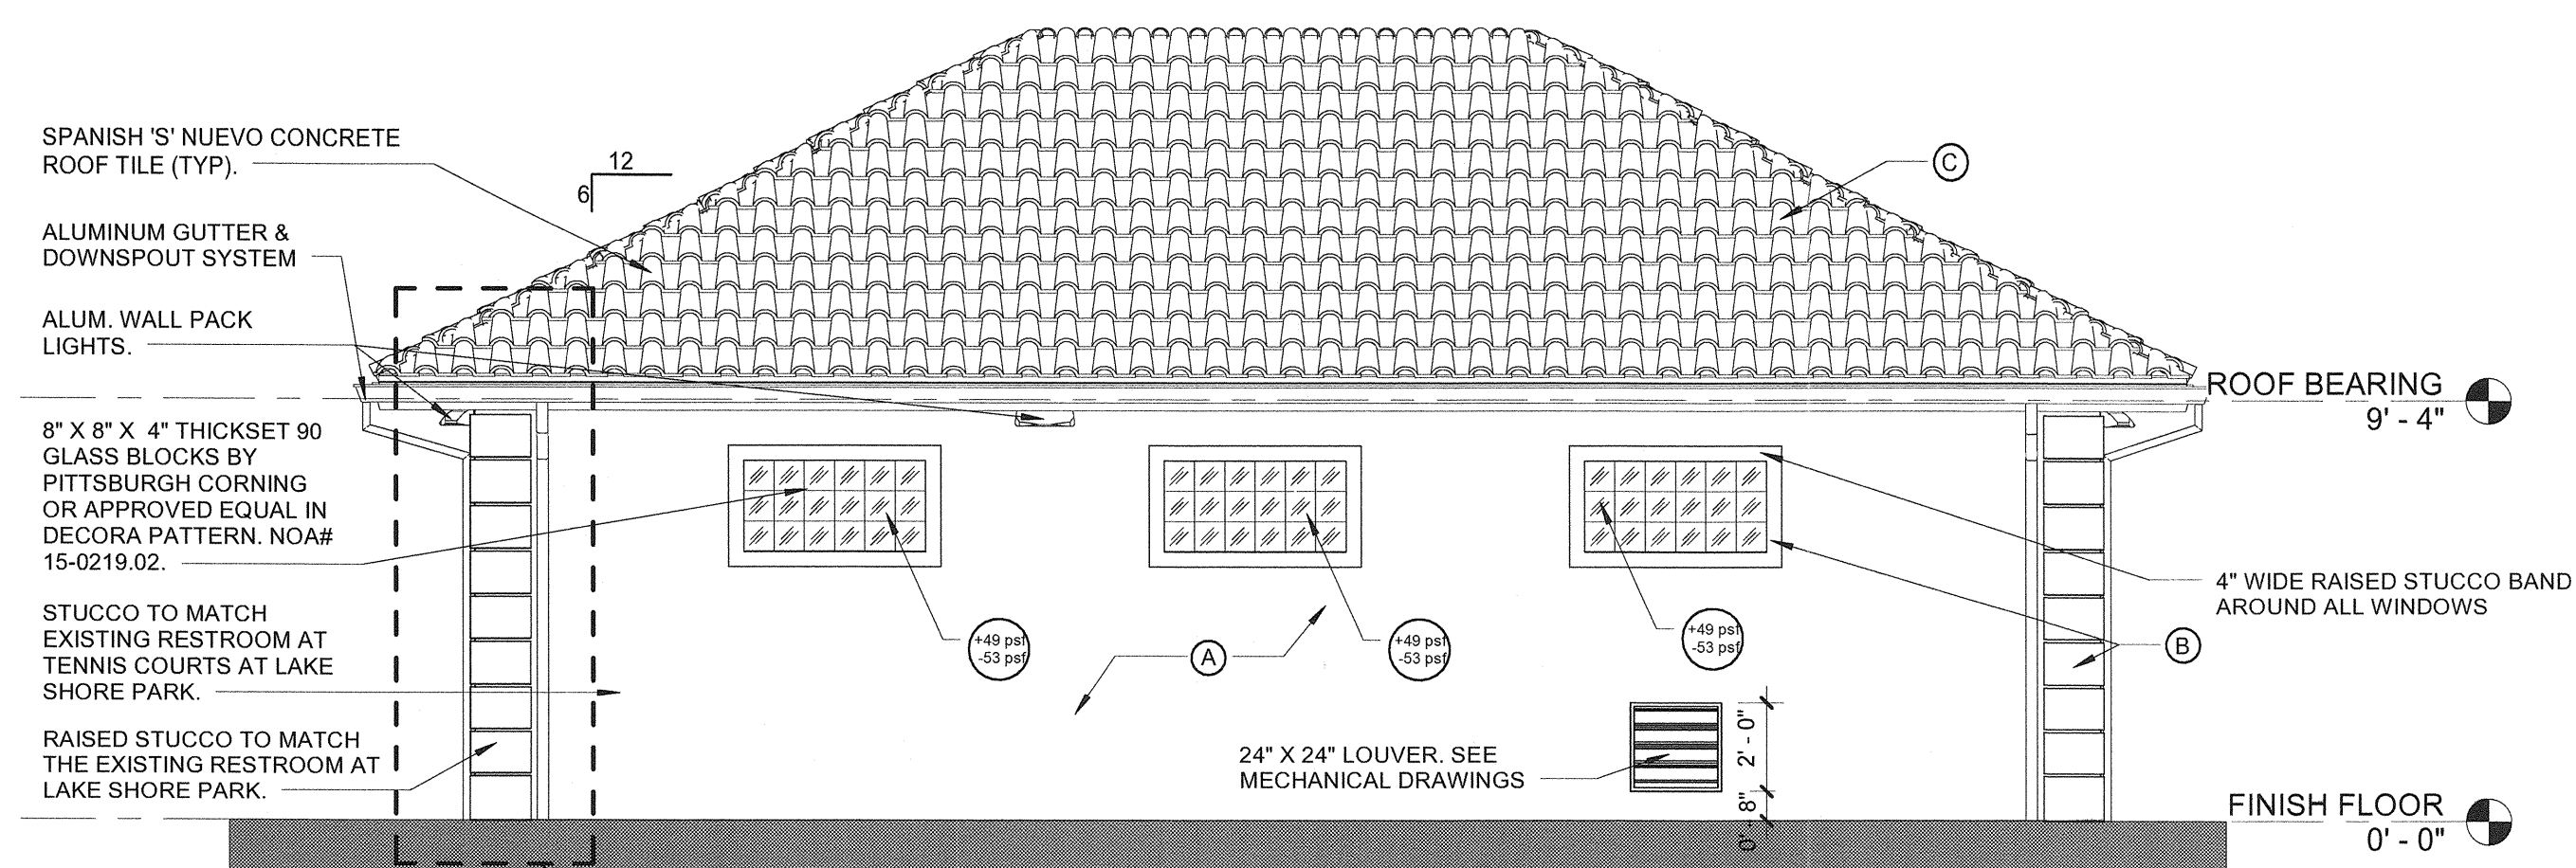 SPANISH 'S' NUEVO CONCRETE
ROOF TILE (TYP).
12
6
C
ALUMINUM GUTTER &
DOWNSPOUT SYSTEM
ALUM. WALL PACK
LIGHTS.
ROOF BEARING
9' - 4"
8" X 8" X 4" THICKSET 90
GLASS BLOCKS BY
PITTSBURGH CORNING
OR APPROVED EQUAL IN
DECORA PATTERN. NOA#
15-0219.02.
4" WIDE RAISED STUCCO BAND
AROUND ALL WINDOWS
STUCCO TO MATCH
EXISTING RESTROOM AT
TENNIS COURTS AT LAKE
SHORE PARK.
+49 psf
-53 psf
A
+49 psf
-53 psf
+49 psf
-53 psf
B
RAISED STUCCO TO MATCH
THE EXISTING RESTROOM AT
LAKE SHORE PARK.
24" X 24" LOUVER. SEE
MECHANICAL DRAWINGS
2' - 0"
0' - 8"
FINISH FLOOR
0' - 0"